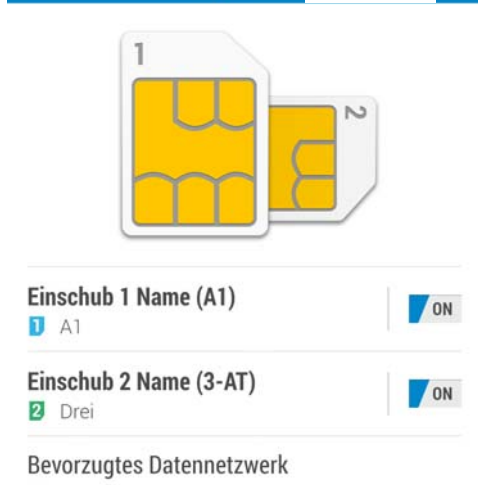 1
2
Einschub 1 Name (A1)
ON
1 A1
Einschub 2 Name (3-AT)
ON
2 Drei
Bevorzugtes Datennetzwerk